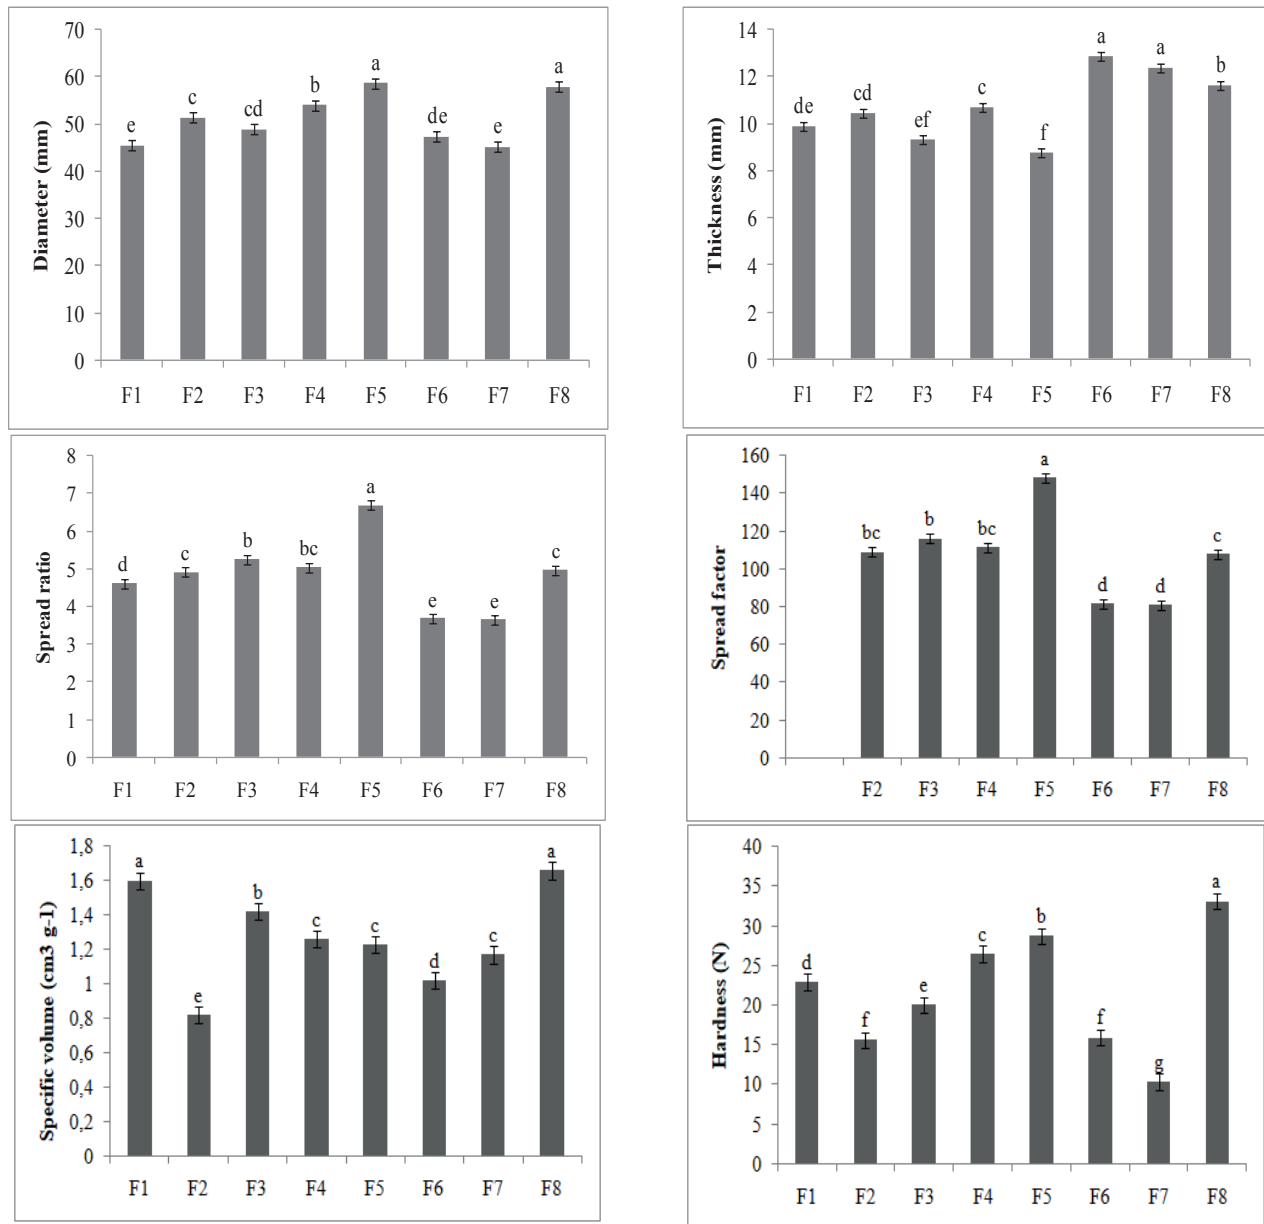 70
60
50
40
30
20
10
0
Diameter (mm)
e
c
cd
b
a
de
e
a
F1 F2 F3 F4 F5 F6 F7 F8
14
12
10
8
6
4
2
0
Thickness (mm)
de
cd
ef
c
f
a
a
b
F1 F2 F3 F4 F5 F6 F7 F8
8
7
6
5
4
3
2
1
0
Spread ratio
d
c
b
bc
a
e
e
c
F1 F2 F3 F4 F5 F6 F7 F8
160
140
120
100
80
60
40
20
0
Spread factor
bc
b
bc
a
d
d
c
F2 F3 F4 F5 F6 F7 F8
1,8
1,6
1,4
1,2
1
0,8
0,6
0,4
0,2
0
Specific volume (cm3 g-1)
a
e
b
c
c
d
c
a
F1 F2 F3 F4 F5 F6 F7 F8
40
35
30
25
20
15
10
5
0
Hardness (N)
d
f
e
c
b
f
g
a
F1 F2 F3 F4 F5 F6 F7 F8